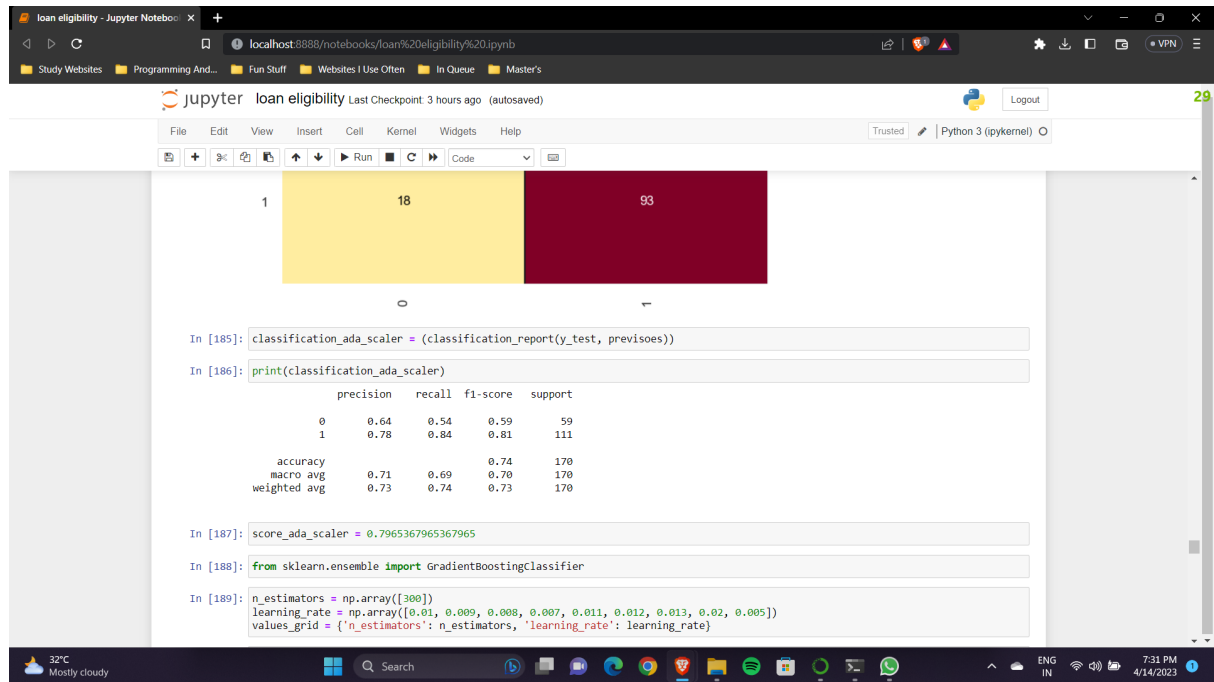 loan eligibility - Jupyter Notebool
localhost:8888/notebooks/loan%20eligibility%20.ipynb
VPN
Study Websites Programming And... Fun Stuff Websites I Use Often In Queue Master's
jupyter loan eligibility Last Checkpoint: 3 hours ago (autosaved)
Logout
29
File Edit View Insert Cell Kernel Widgets Help
Trusted Python 3 (ipykernel)
Run Code
1 18 93
0 1
In [185]: classification_ada_scaler = (classification_report(y_test, previsoes))
In [186]: print(classification_ada_scaler)
precision recall f1-score support
0 0.64 0.54 0.59 59
1 0.78 0.84 0.81 111
accuracy 0.74 170
macro avg 0.71 0.69 0.70 170
weighted avg 0.73 0.74 0.73 170
In [187]: score_ada_scaler = 0.7965367965367965
In [188]: from sklearn.ensemble import GradientBoostingClassifier
In [189]: n_estimators = np.array([300])
learning_rate = np.array([0.01, 0.009, 0.008, 0.007, 0.011, 0.012, 0.013, 0.02, 0.005])
values_grid = {'n_estimators': n_estimators, 'learning_rate': learning_rate}
32°C
Mostly cloudy
Search
ENG
IN
7:31 PM
4/14/2023
1